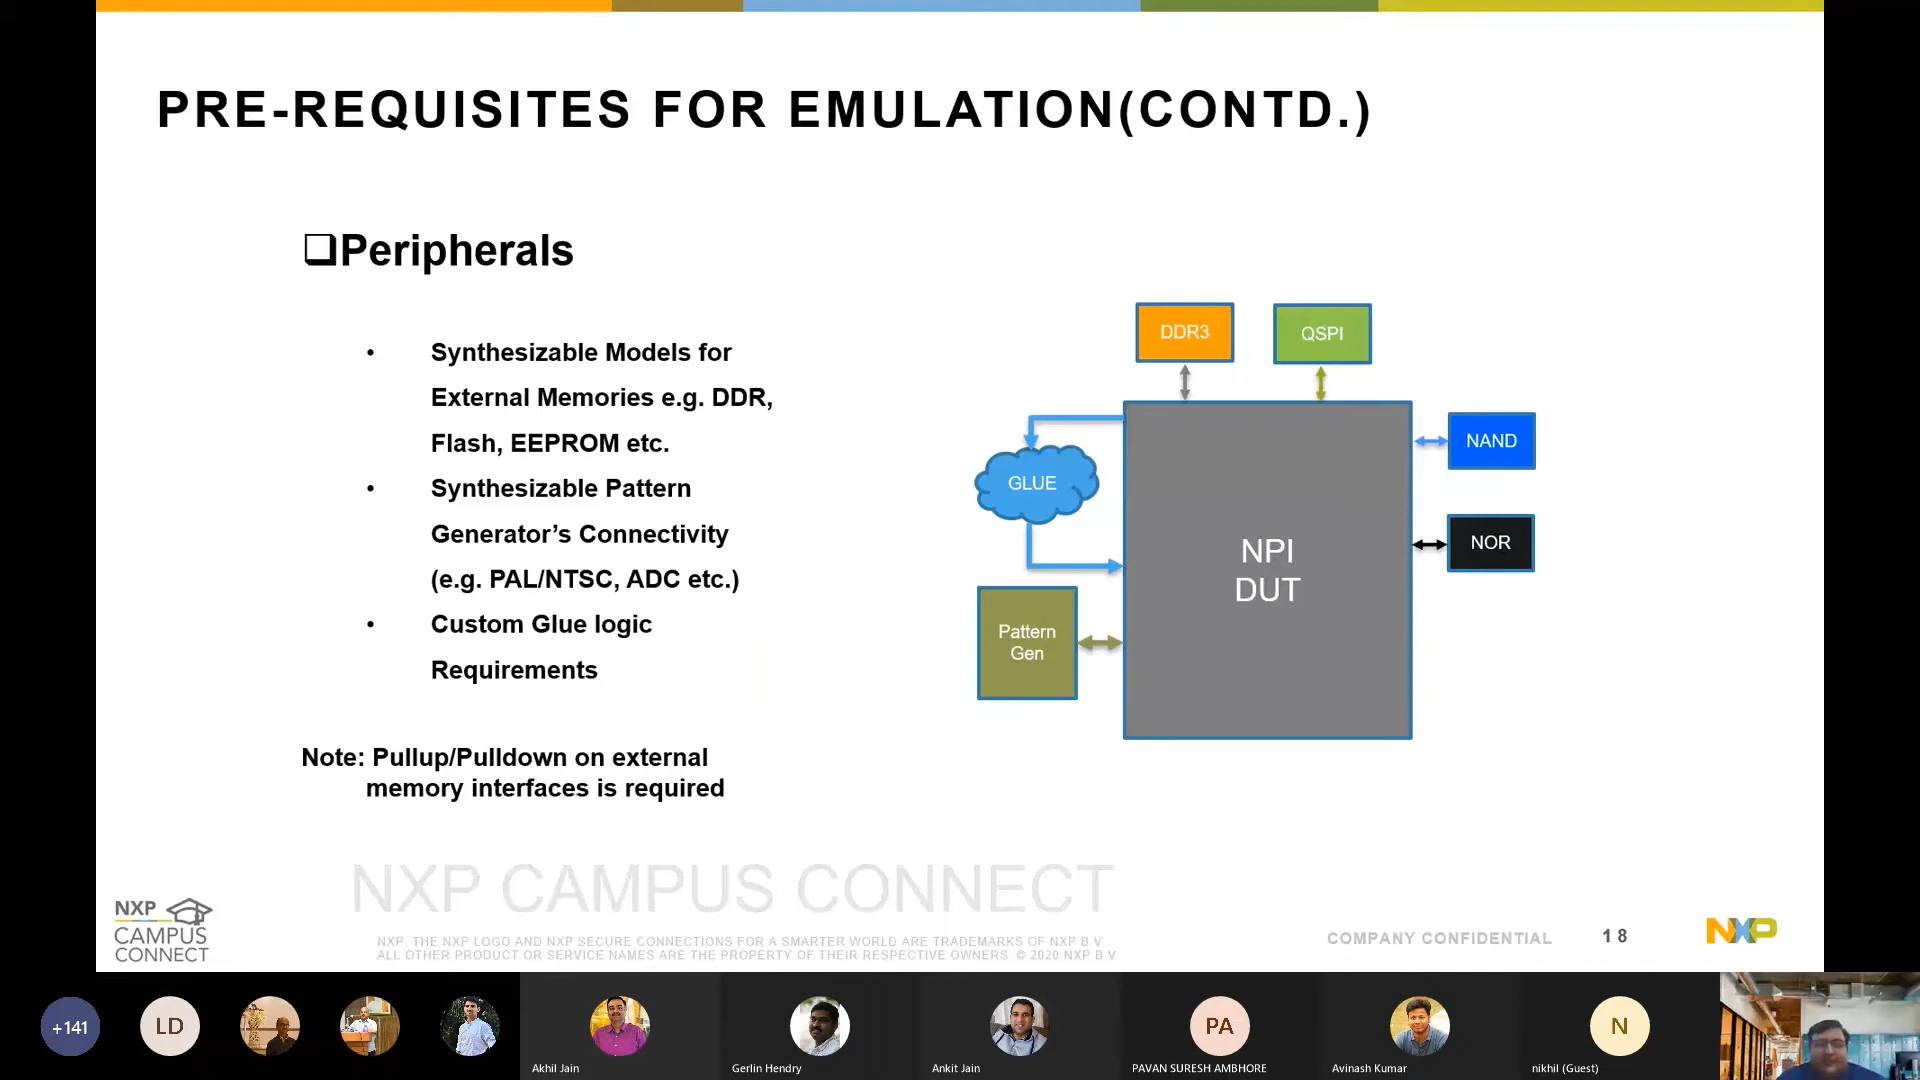 PRE-REQUISITES FOR EMULATION(CONTD.)
❑Peripherals
• Synthesizable Models for
External Memories e.g. DDR,
Flash, EEPROM etc.
• Synthesizable Pattern
Generator’s Connectivity
(e.g. PAL/NTSC, ADC etc.)
• Custom Glue logic
Requirements
Note: Pullup/Pulldown on external
memory interfaces is required
DDR3
QSPI
GLUE
NAND
NOR
NPI
DUT
Pattern
Gen
NXP CAMPUS CONNECT
NXP
CAMPUS
CONNECT
NXP, THE NXP LOGO AND NXP SECURE CONNECTIONS FOR A SMARTER WORLD ARE TRADEMARKS OF NXP B.V.
ALL OTHER PRODUCT OR SERVICE NAMES ARE THE PROPERTY OF THEIR RESPECTIVE OWNERS. © 2020 NXP B.V.
COMPANY CONFIDENTIAL
18
NXP
+141
LD
PA
N
Akhil Jain
Gerlin Hendry
Ankit Jain
PAVAN SURESH AMBHORE
Avinash Kumar
nikhil (Guest)